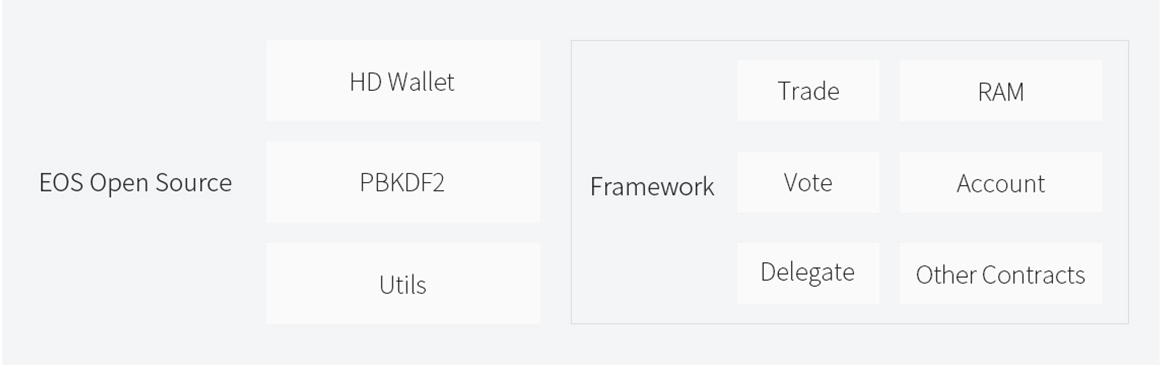 EOS Open Source
HD Wallet
PBKDF2
Utils
Framework
Trade
RAM
Vote
Account
Delegate
Other Contracts